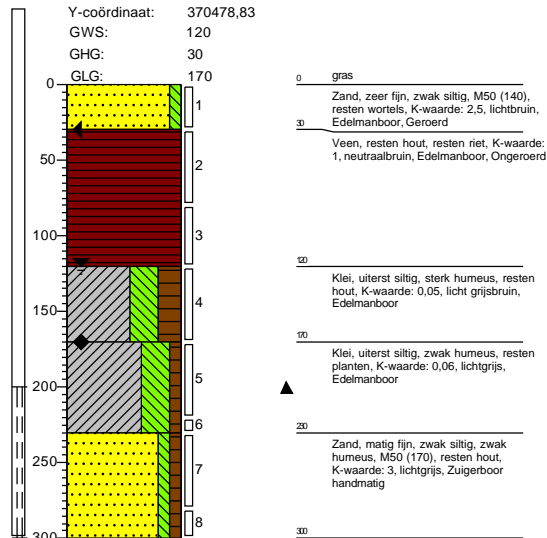 Y-coördinaat: 370478,83
GWS: 120
GHG: 30
GLG: 170
0
50
100
150
200
250
300
1
2
3
4
5
6
7
8
0 gras
Zand, zeer fijn, zwak siltig, M50 (140),
resten wortels, K-waarde: 2,5, lichtbruin,
Edelmanboor, Geroerd
30
Veen, resten hout, resten riet, K-waarde:
1, neutraalbruin, Edelmanboor, Ongeroerd
120
Klei, uiterst siltig, sterk humeus, resten
hout, K-waarde: 0,05, licht grijsbruin,
Edelmanboor
170
Klei, uiterst siltig, zwak humeus, resten
planten, K-waarde: 0,06, lichtgrijs,
Edelmanboor
230
Zand, matig fijn, zwak siltig, zwak
humeus, M50 (170), resten hout,
K-waarde: 3, lichtgrijs, Zuigerboor
handmatig
300